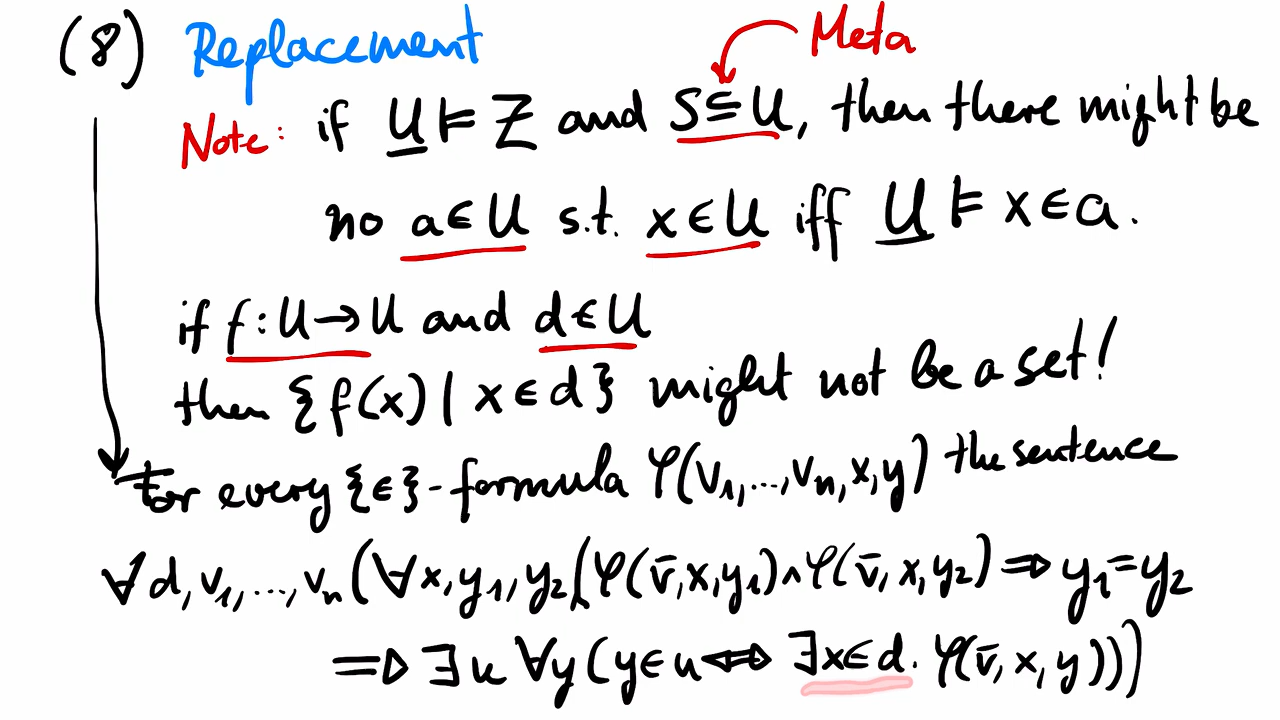 (8) Replacement
Meta
Note: if U ⊨ Z and S ⊆ U, then there might be
no a ∈ U s.t. x ∈ U iff U ⊨ x ∈ a.
if f : U → U and d ∈ U
then {f(x) | x ∈ d} might not be a set!
For every {∈}-formula φ(v₁,...,vₙ,x,y) the sentence
∀ d,v₁,...,vₙ (∀x,y₁,y₂(φ(v̄,x,y₁)∧φ(v̄,x,y₂) ⇒ y₁=y₂
⇒ ∃u ∀y (y∈u ⇔ ∃x∈d. φ(v̄,x,y)))